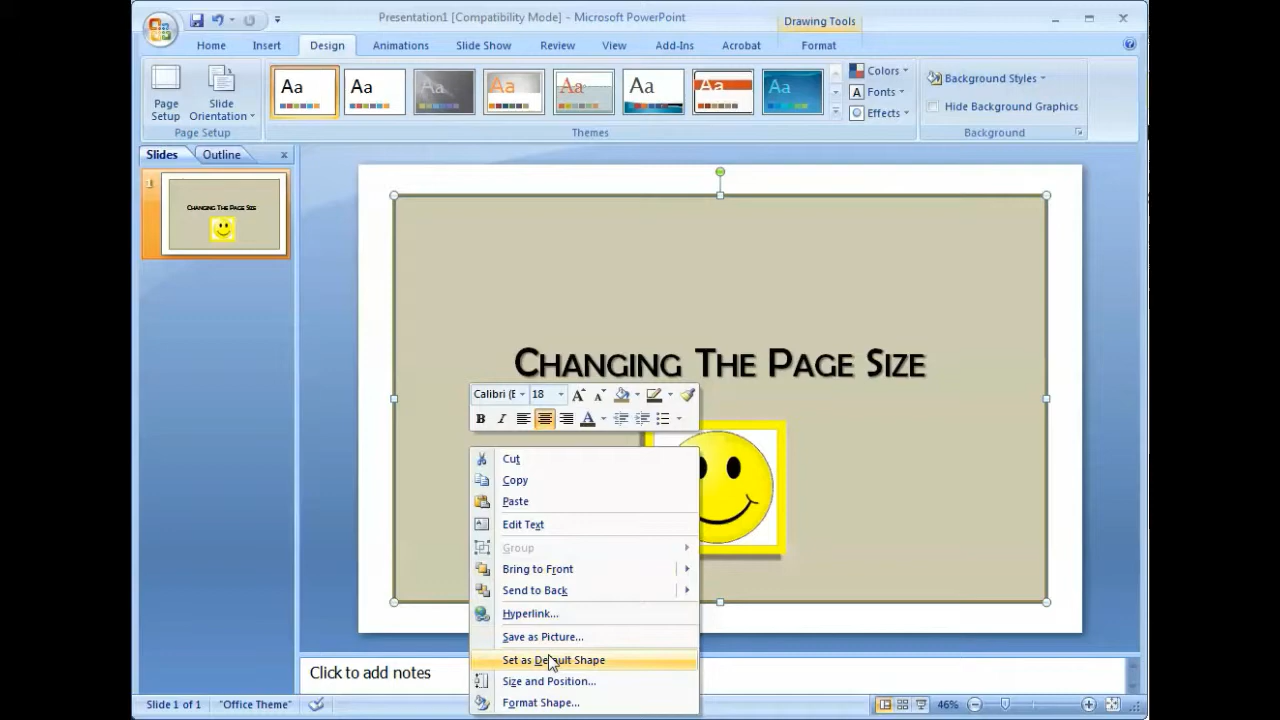 Presentation1 [Compatibility Mode] - Microsoft PowerPoint
Drawing Tools
Home Insert Design Animations Slide Show Review View Add-Ins Acrobat Format
Page Setup
Slide Orientation
Page Setup
Aa Aa Aa Aa Aa Aa Aa Aa
Themes
Colors
Fonts
Effects
Background Styles
Hide Background Graphics
Background
Slides Outline
1
Changing The Page Size
Changing The Page Size
Calibri (E 18
B I A
Cut
Copy
Paste
Edit Text
Group
Bring to Front
Send to Back
Hyperlink...
Save as Picture...
Set as Default Shape
Size and Position...
Format Shape...
Click to add notes
Slide 1 of 1 "Office Theme" 46%